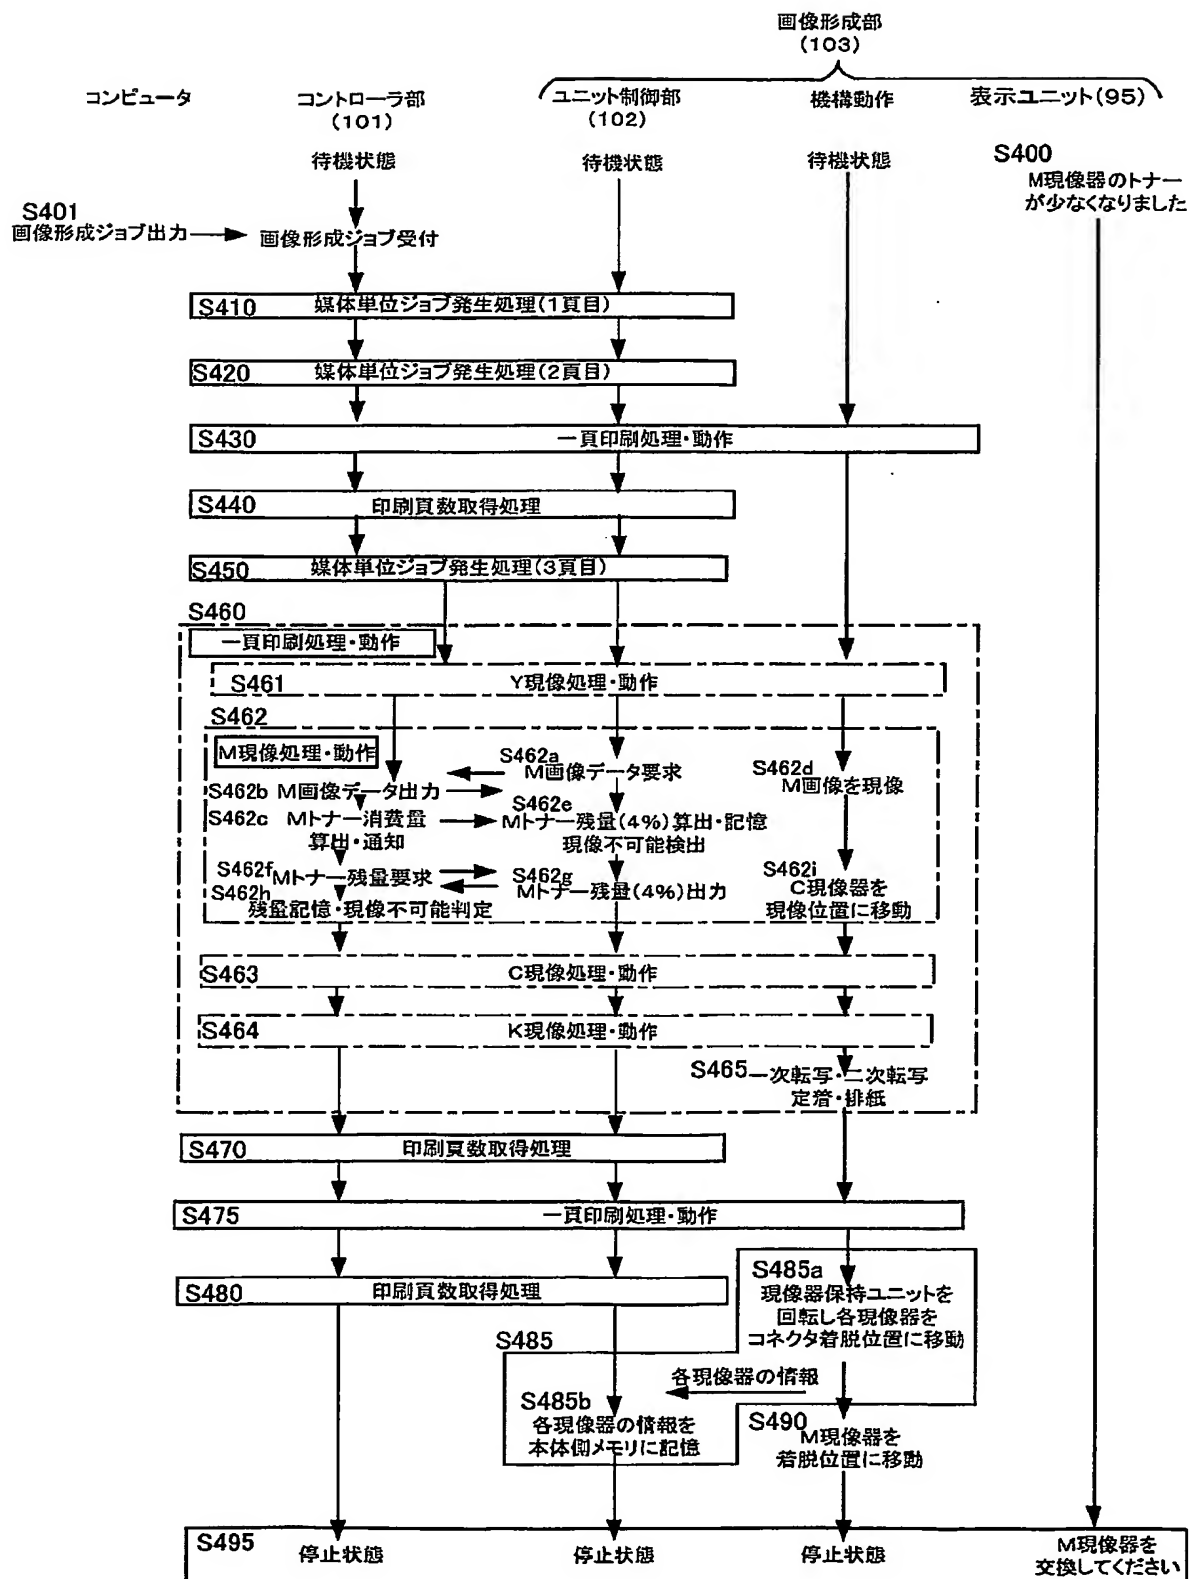 画像形成部
(103)
コンピュータ
コントローラ部
(101)
ユニット制御部
(102)
機構動作
表示ユニット(95)
待機状態
待機状態
待機状態
S400
M現像器のトナー
が少なくなりました
S401
画像形成ジョブ出力
画像形成ジョブ受付
S410 媒体単位ジョブ発生処理(1頁目)
S420 媒体単位ジョブ発生処理(2頁目)
S430 一頁印刷処理・動作
S440 印刷頁数取得処理
S450 媒体単位ジョブ発生処理(3頁目)
S460
一頁印刷処理・動作
S461 Y現像処理・動作
S462
M現像処理・動作
S462a
M画像データ要求
S462b M画像データ出力
S462c Mトナー消費量
算出・通知
S462d
M画像を現像
S462e
Mトナー残量(4%)算出・記憶
現像不可能検出
S462f
Mトナー残量要求
S462g
Mトナー残量(4%)出力
S462h
残量記憶・現像不可能判定
S462i
C現像器を
現像位置に移動
S463 C現像処理・動作
S464 K現像処理・動作
S465 一次転写・二次転写
定着・排紙
S470 印刷頁数取得処理
S475 一頁印刷処理・動作
S480 印刷頁数取得処理
S485a
現像器保持ユニットを
回転し各現像器を
コネクタ着脱位置に移動
S485
各現像器の情報
S485b
各現像器の情報を
本体側メモリに記憶
S490
M現像器を
着脱位置に移動
S495 停止状態
停止状態
停止状態
M現像器を
交換してください